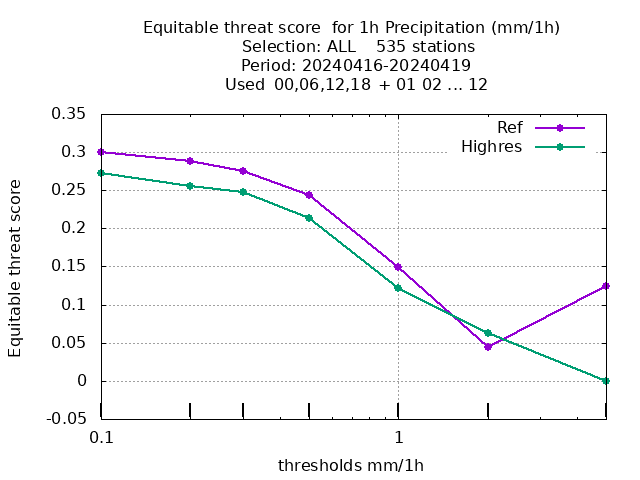 Equitable threat score  for 1h Precipitation (mm/1h)
Selection: ALL    535 stations
Period: 20240416-20240419
Used  00,06,12,18 + 01 02 ... 12
Ref
Highres
Equitable threat score
0.35
0.3
0.25
0.2
0.15
0.1
0.05
0
-0.05
0.1
1
thresholds mm/1h